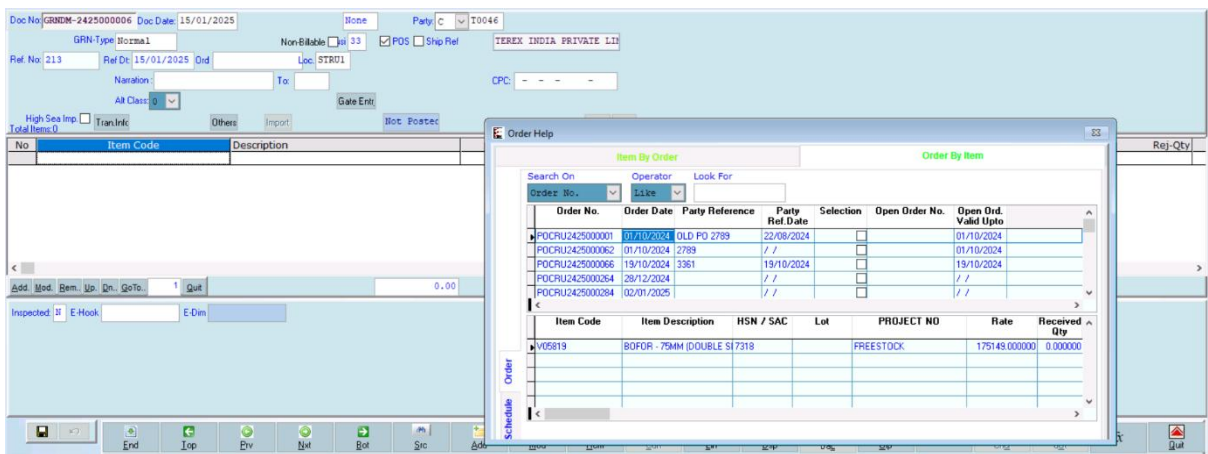 Doc No: GRNDM-2425000006 Doc Date: 15/01/2025 None Party: C T0046
GRN-Type Normal Non-Billable 33 POS Ship Ref TEREX INDIA PRIVATE LI
Ref. No: 213 Ref Dt: 15/01/2025 Ord Loc. STRU1
Narration : To: CPC: - - - -
Alt Class: 0 Gate Entr
High Sea Imp. Tran.Info Others Import Not Posted
Total Items:0
Order Help
No Item Code Description Rej-Qty
Item By Order Order By Item
Search On Operator Look For
Order No. Like
Order No. Order Date Party Reference Party Ref.Date Selection Open Order No. Open Ord. Valid Upto
POCRU2425000001 01/10/2024 OLD PO 2789 22/08/2024 01/10/2024
POCRU2425000062 01/10/2024 2789 / / 01/10/2024
POCRU2425000066 19/10/2024 3361 19/10/2024 19/10/2024
POCRU2425000264 28/12/2024 / / / /
POCRU2425000284 02/01/2025 / / / /
Add. Mod. Rem.. Up. Dn.. GoTo.. 1 Quit 0.00
Inspected: N E-Hook E-Dim
Item Code Item Description HSN / SAC Lot PROJECT NO Rate Received Qty
V05819 BOFOR - 75MM (DOUBLE S 7318 FREESTOCK 175149.000000 0.000000
Order
Schedule
End Top Prv Nxt Bot Src Add Quit